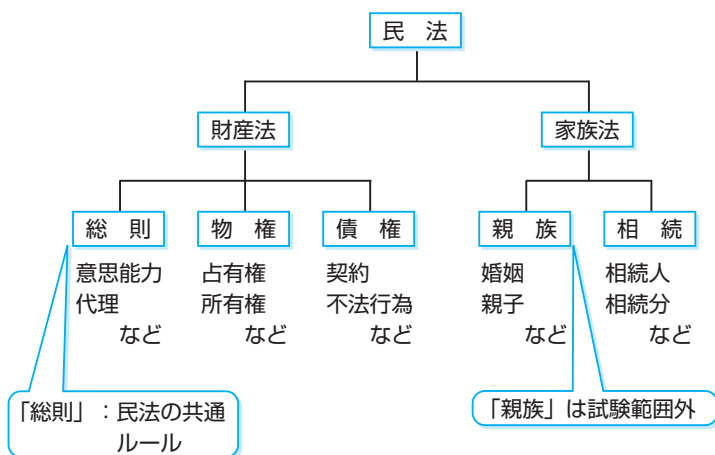 民　法
財産法
家族法
総　則
物　権
債　権
親　族
相　続
意思能力
代理
など
占有権
所有権
など
契約
不法行為
など
婚姻
親子
など
相続人
相続分
など
「総則」：民法の共通
ルール
「親族」は試験範囲外